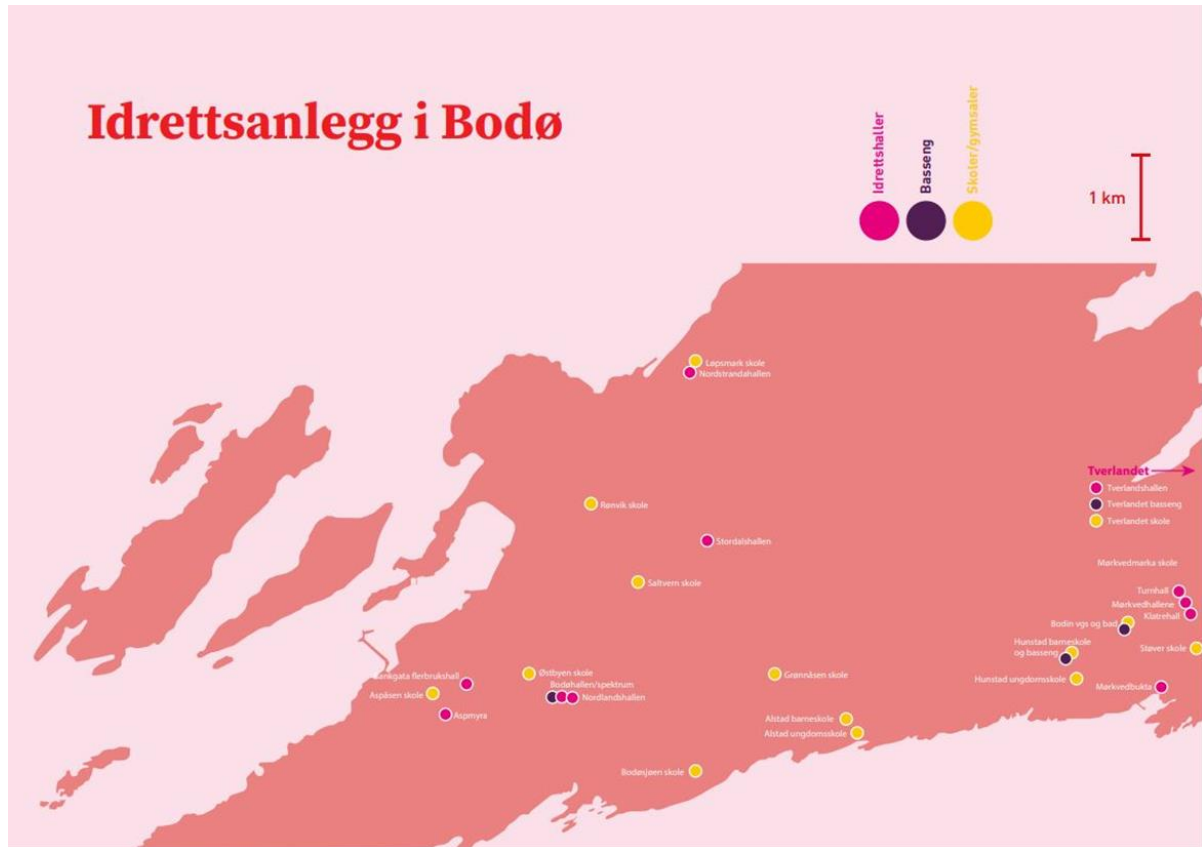 Idrettsanlegg i Bodø
Idrettshaller
Basseng
Skoler/gymsaler
1 km
Løpsmark skole
Nordstrandahallen
Tverlandet
Tverlandshallen
Tverlandet basseng
Tverlandet skole
Rønvik skole
Stordalshallen
Saltvern skole
Mørkvedmarka skole
Turnhall
Mørkvedhallene
Klatrehall
Bodin vgs og bad
Hunstad barneskole
og basseng
Støver skole
Hunstad ungdomsskole
Mørkvedbukta
Bankgata flerbrukshall
Aspåsen skole
Aspmyra
Østbyen skole
Bodøhallen/spektrum
Nordlandshallen
Grønnåsen skole
Alstad barneskole
Alstad ungdomsskole
Bodøsjøen skole